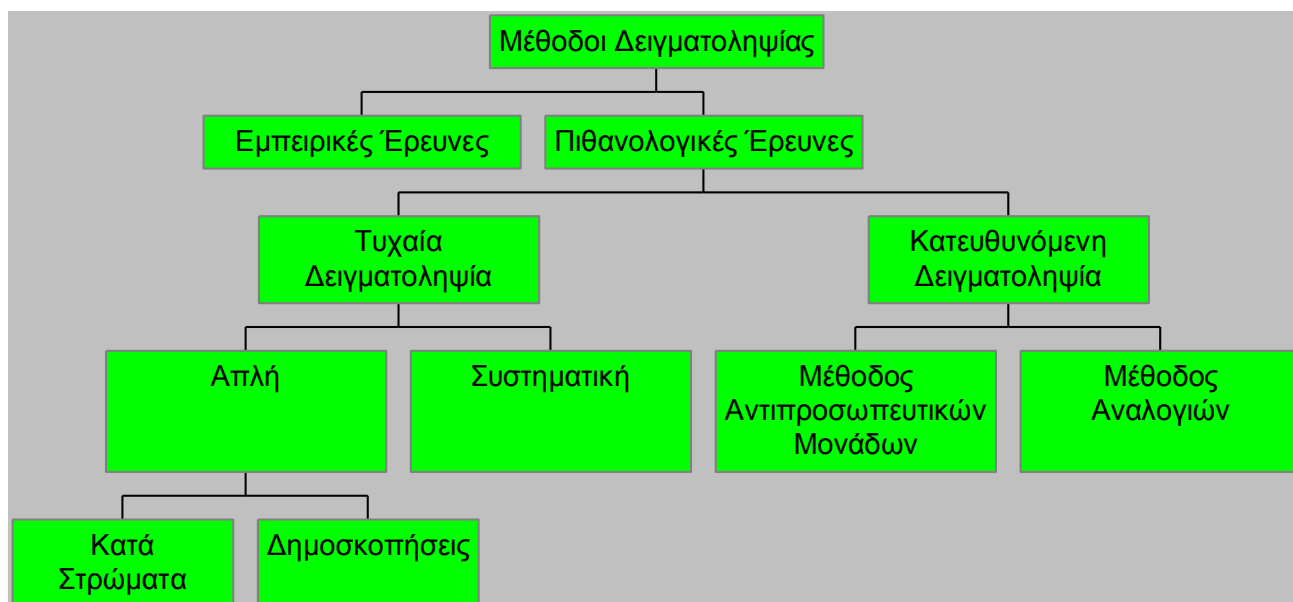 Μέθοδοι Δειγματοληψίας
Εμπειρικές Έρευνες
Πιθανολογικές Έρευνες
Τυχαία
Δειγματοληψία
Κατευθυνόμενη
Δειγματοληψία
Απλή
Συστηματική
Μέθοδος
Αντιπροσωπευτικών
Μονάδων
Μέθοδος
Αναλογιών
Κατά
Στρώματα
Δημοσκοπήσεις